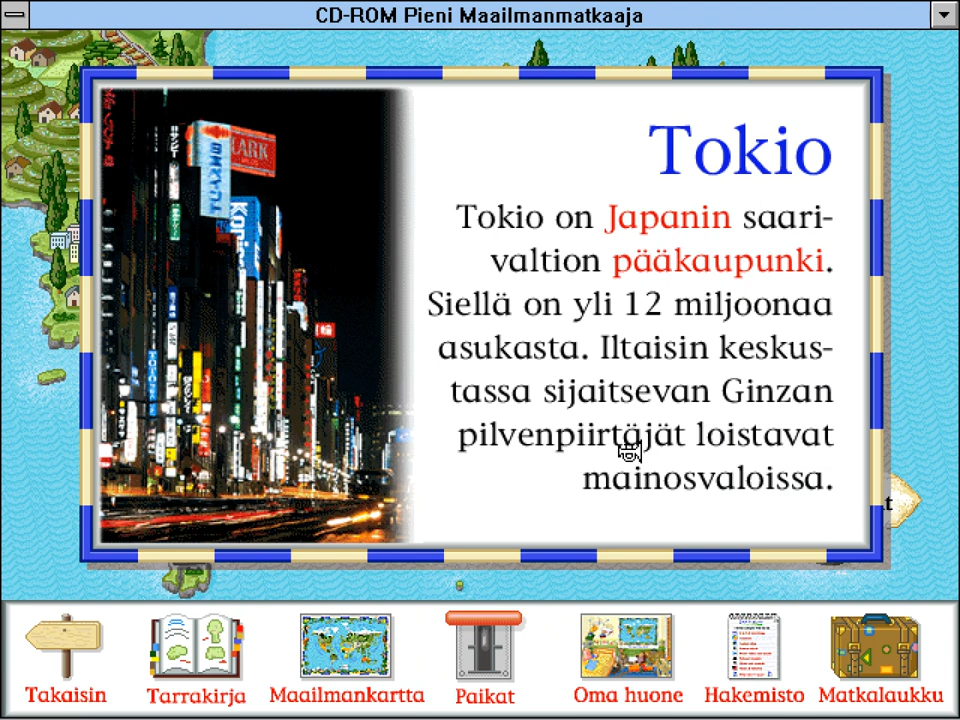 CD-ROM Pieni Maailmanmatkaaja
Tokio
Tokio on Japanin saari-
valtion pääkaupunki.
Siellä on yli 12 miljoonaa
asukasta. Iltaisin keskus-
tassa sijaitsevan Ginzan
pilvenpiirtäjät loistavat
mainosvaloissa.
Takaisin
Tarrakirja
Maailmankartta
Paikat
Oma huone
Hakemisto
Matkalaukku